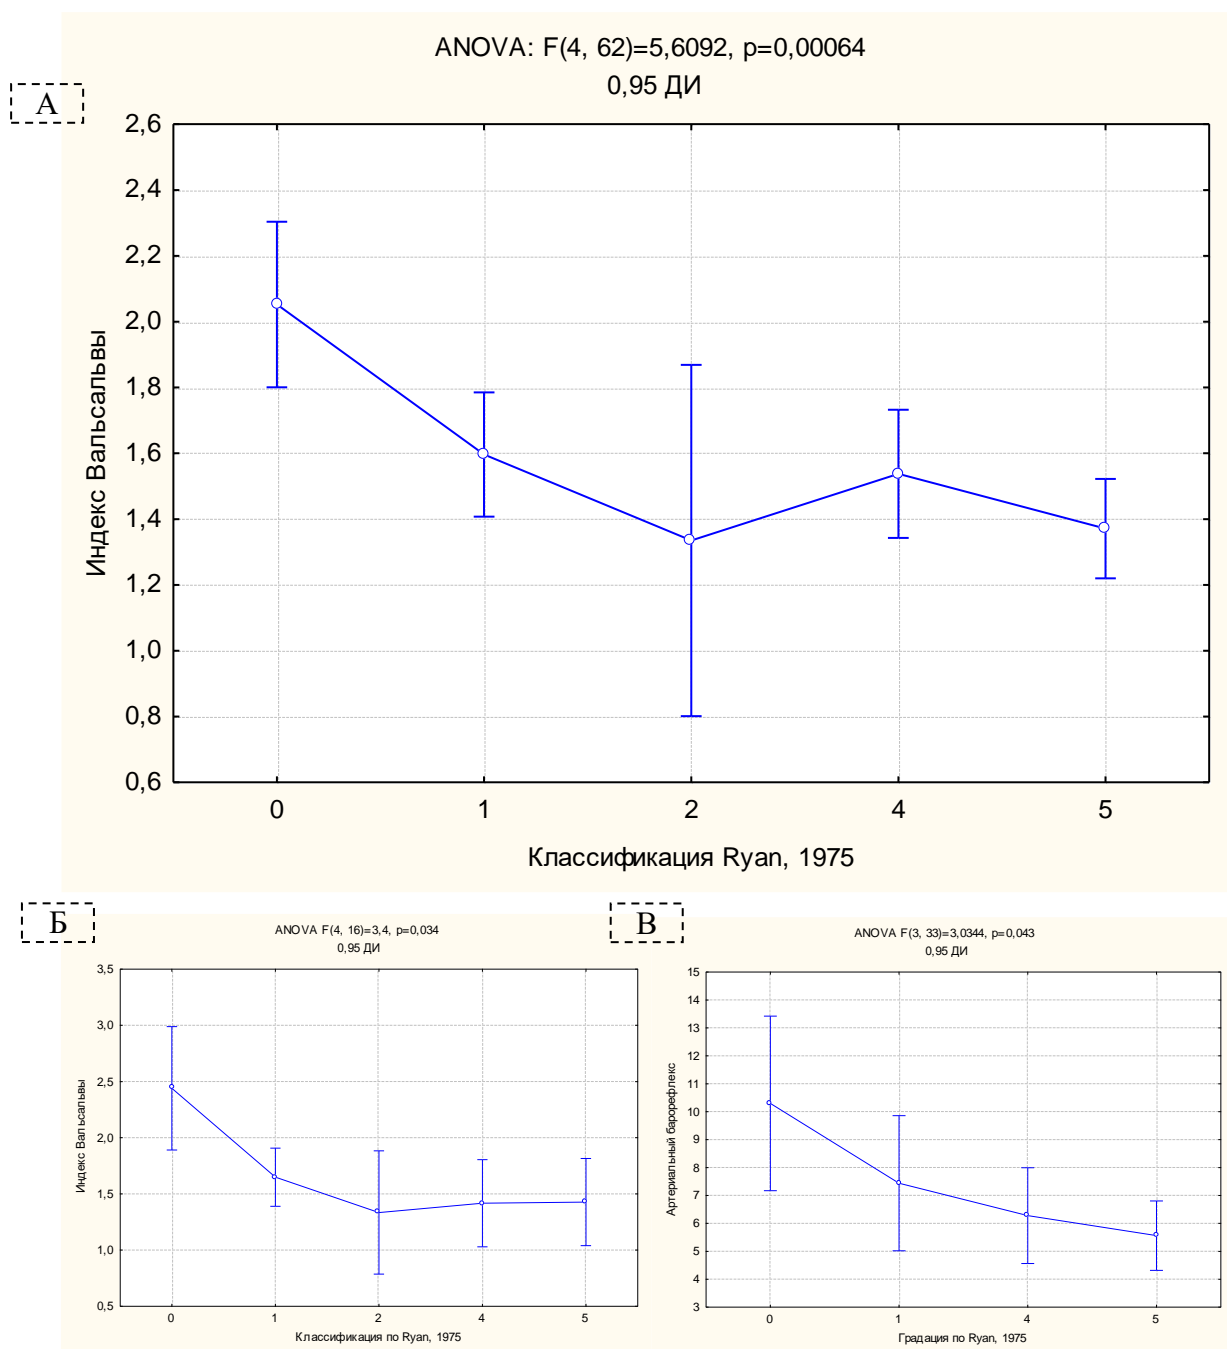 А
ANOVA: F(4, 62)=5,6092, p=0,00064
0,95 ДИ
Индекс Вальсальвы
2,6
2,4
2,2
2,0
1,8
1,6
1,4
1,2
1,0
0,8
0,6
0 1 2 4 5
Классификация Ryan, 1975
Б
ANOVA F(4, 16)=3,4, p=0,034
0,95 ДИ
Индекс Вальсальвы
3,5
3,0
2,5
2,0
1,5
1,0
0,5
0 1 2 4 5
Классификация по Ryan, 1975
В
ANOVA F(3, 33)=3,0344, p=0,043
0,95 ДИ
Артериальный барорефлекс
15
14
13
12
11
10
9
8
7
6
5
4
3
0 1 4 5
Градация по Ryan, 1975